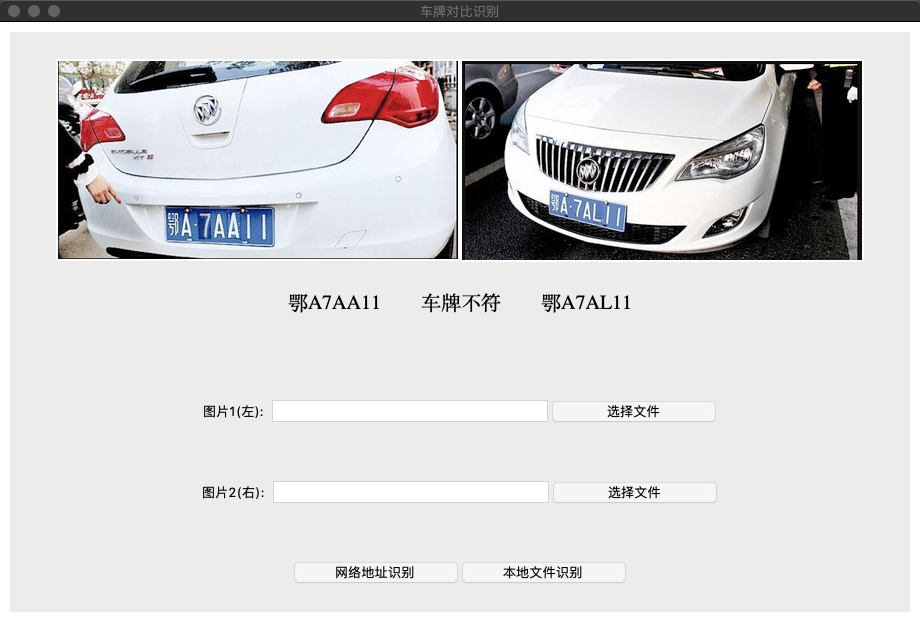 车牌对比识别
鄂A·7AA11
鄂A·7AL11
鄂A7AA11 车牌不符 鄂A7AL11
图片1(左): 选择文件
图片2(右): 选择文件
网络地址识别 本地文件识别